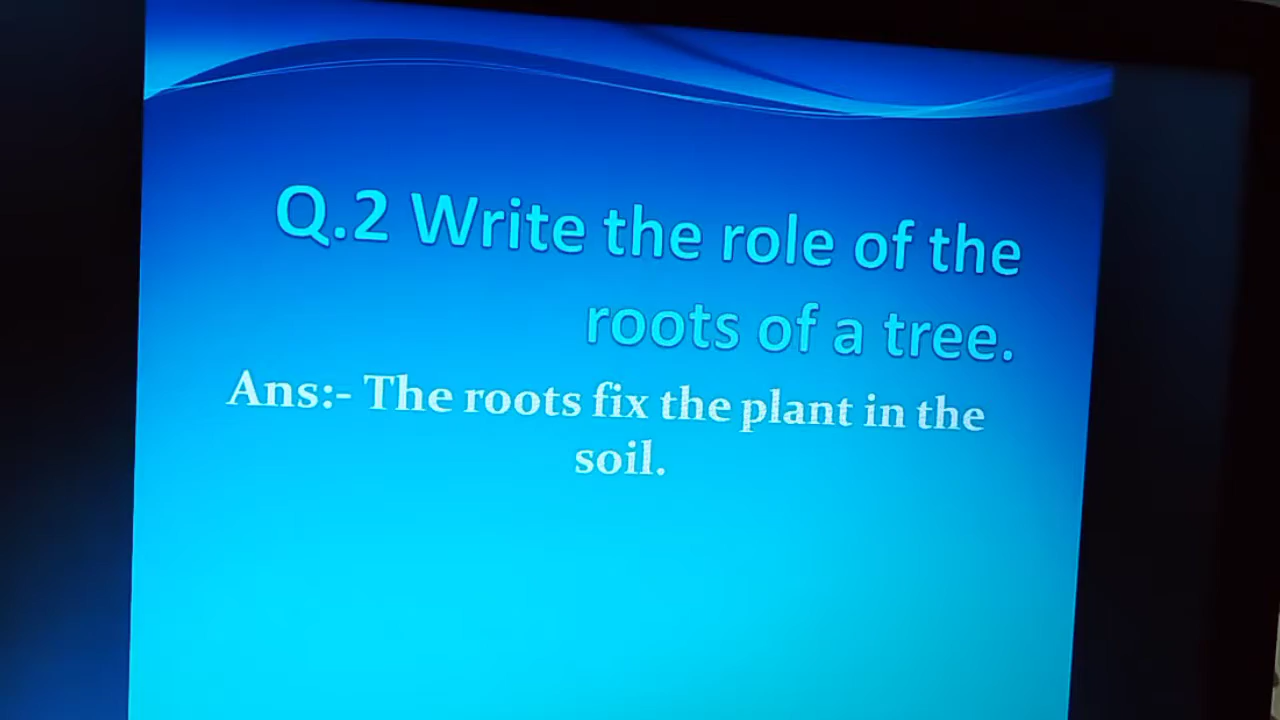 Q.2 Write the role of the
roots of a tree.
Ans:- The roots fix the plant in the
soil.